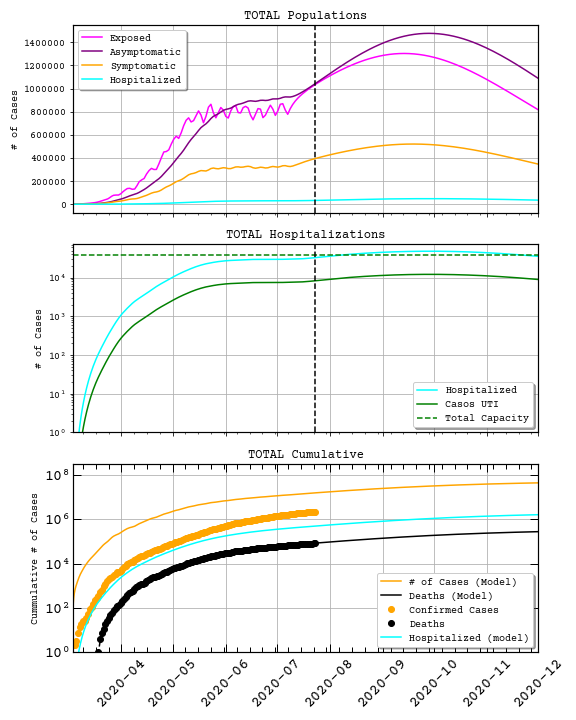 TOTAL Populations
1400000
1200000
1000000
800000
600000
400000
200000
0
# of Cases
Exposed
Asymptomatic
Symptomatic
Hospitalized
TOTAL Hospitalizations
10^4
10^3
10^2
10^1
10^0
# of Cases
Hospitalized
Casos UTI
Total Capacity
TOTAL Cumulative
10^8
10^6
10^4
10^2
10^0
Cummulative # of Cases
# of Cases (Model)
Deaths (Model)
Confirmed Cases
Deaths
Hospitalized (model)
2020-04
2020-05
2020-06
2020-07
2020-08
2020-09
2020-10
2020-11
2020-12